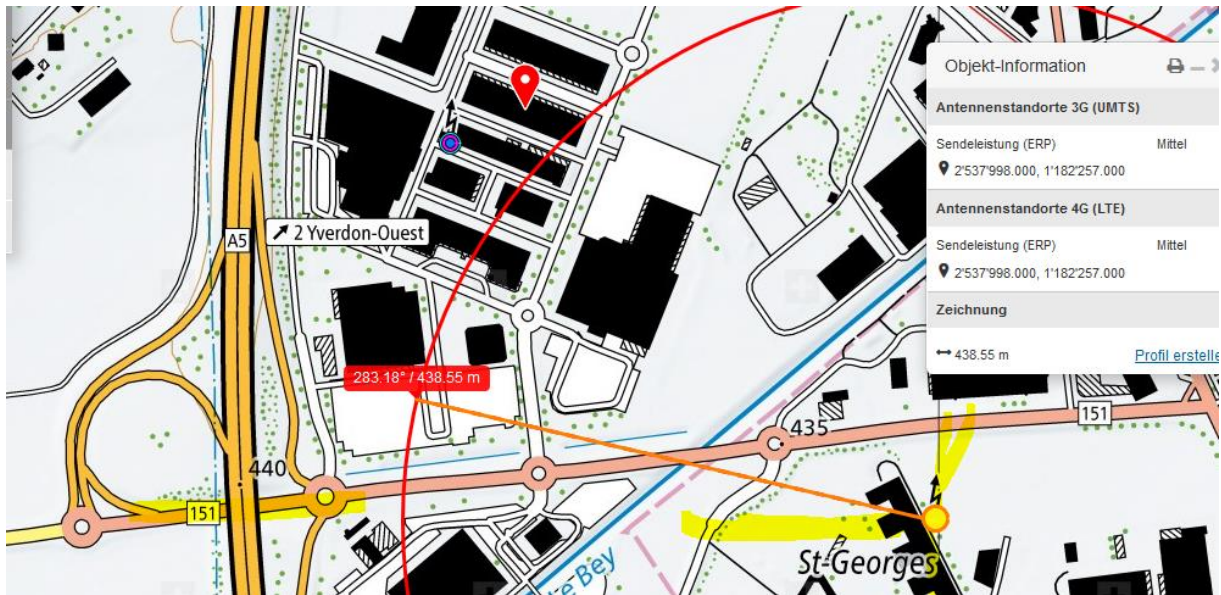 Objekt-Information
Antennenstandorte 3G (UMTS)
Sendeleistung (ERP) Mittel
2'537'998.000, 1'182'257.000
Antennenstandorte 4G (LTE)
Sendeleistung (ERP) Mittel
2'537'998.000, 1'182'257.000
Zeichnung
438.55 m Profil erstelle
A5
2 Yverdon-Ouest
283.18° / 438.55 m
151
435
440
151
St-Georges
Bey